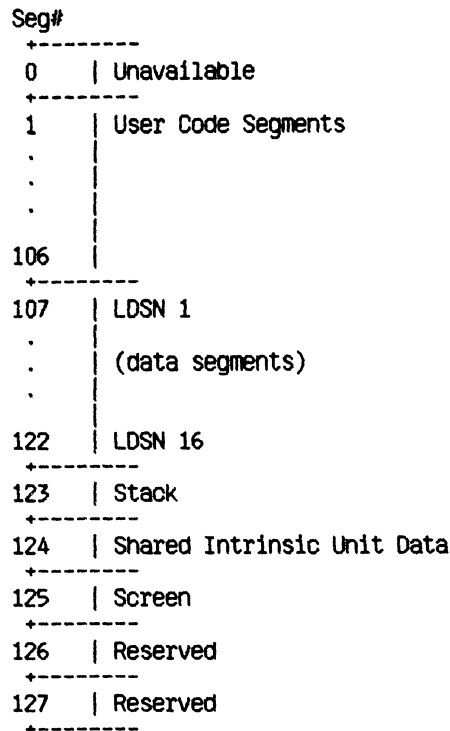 Seg#
+---------
0 | Unavailable
+---------
1 | User Code Segments
. |
. |
. |
106 |
+---------
107 | LDSN 1
. |
. | (data segments)
. |
122 | LDSN 16
+---------
123 | Stack
+---------
124 | Shared Intrinsic Unit Data
+---------
125 | Screen
+---------
126 | Reserved
+---------
127 | Reserved
+---------